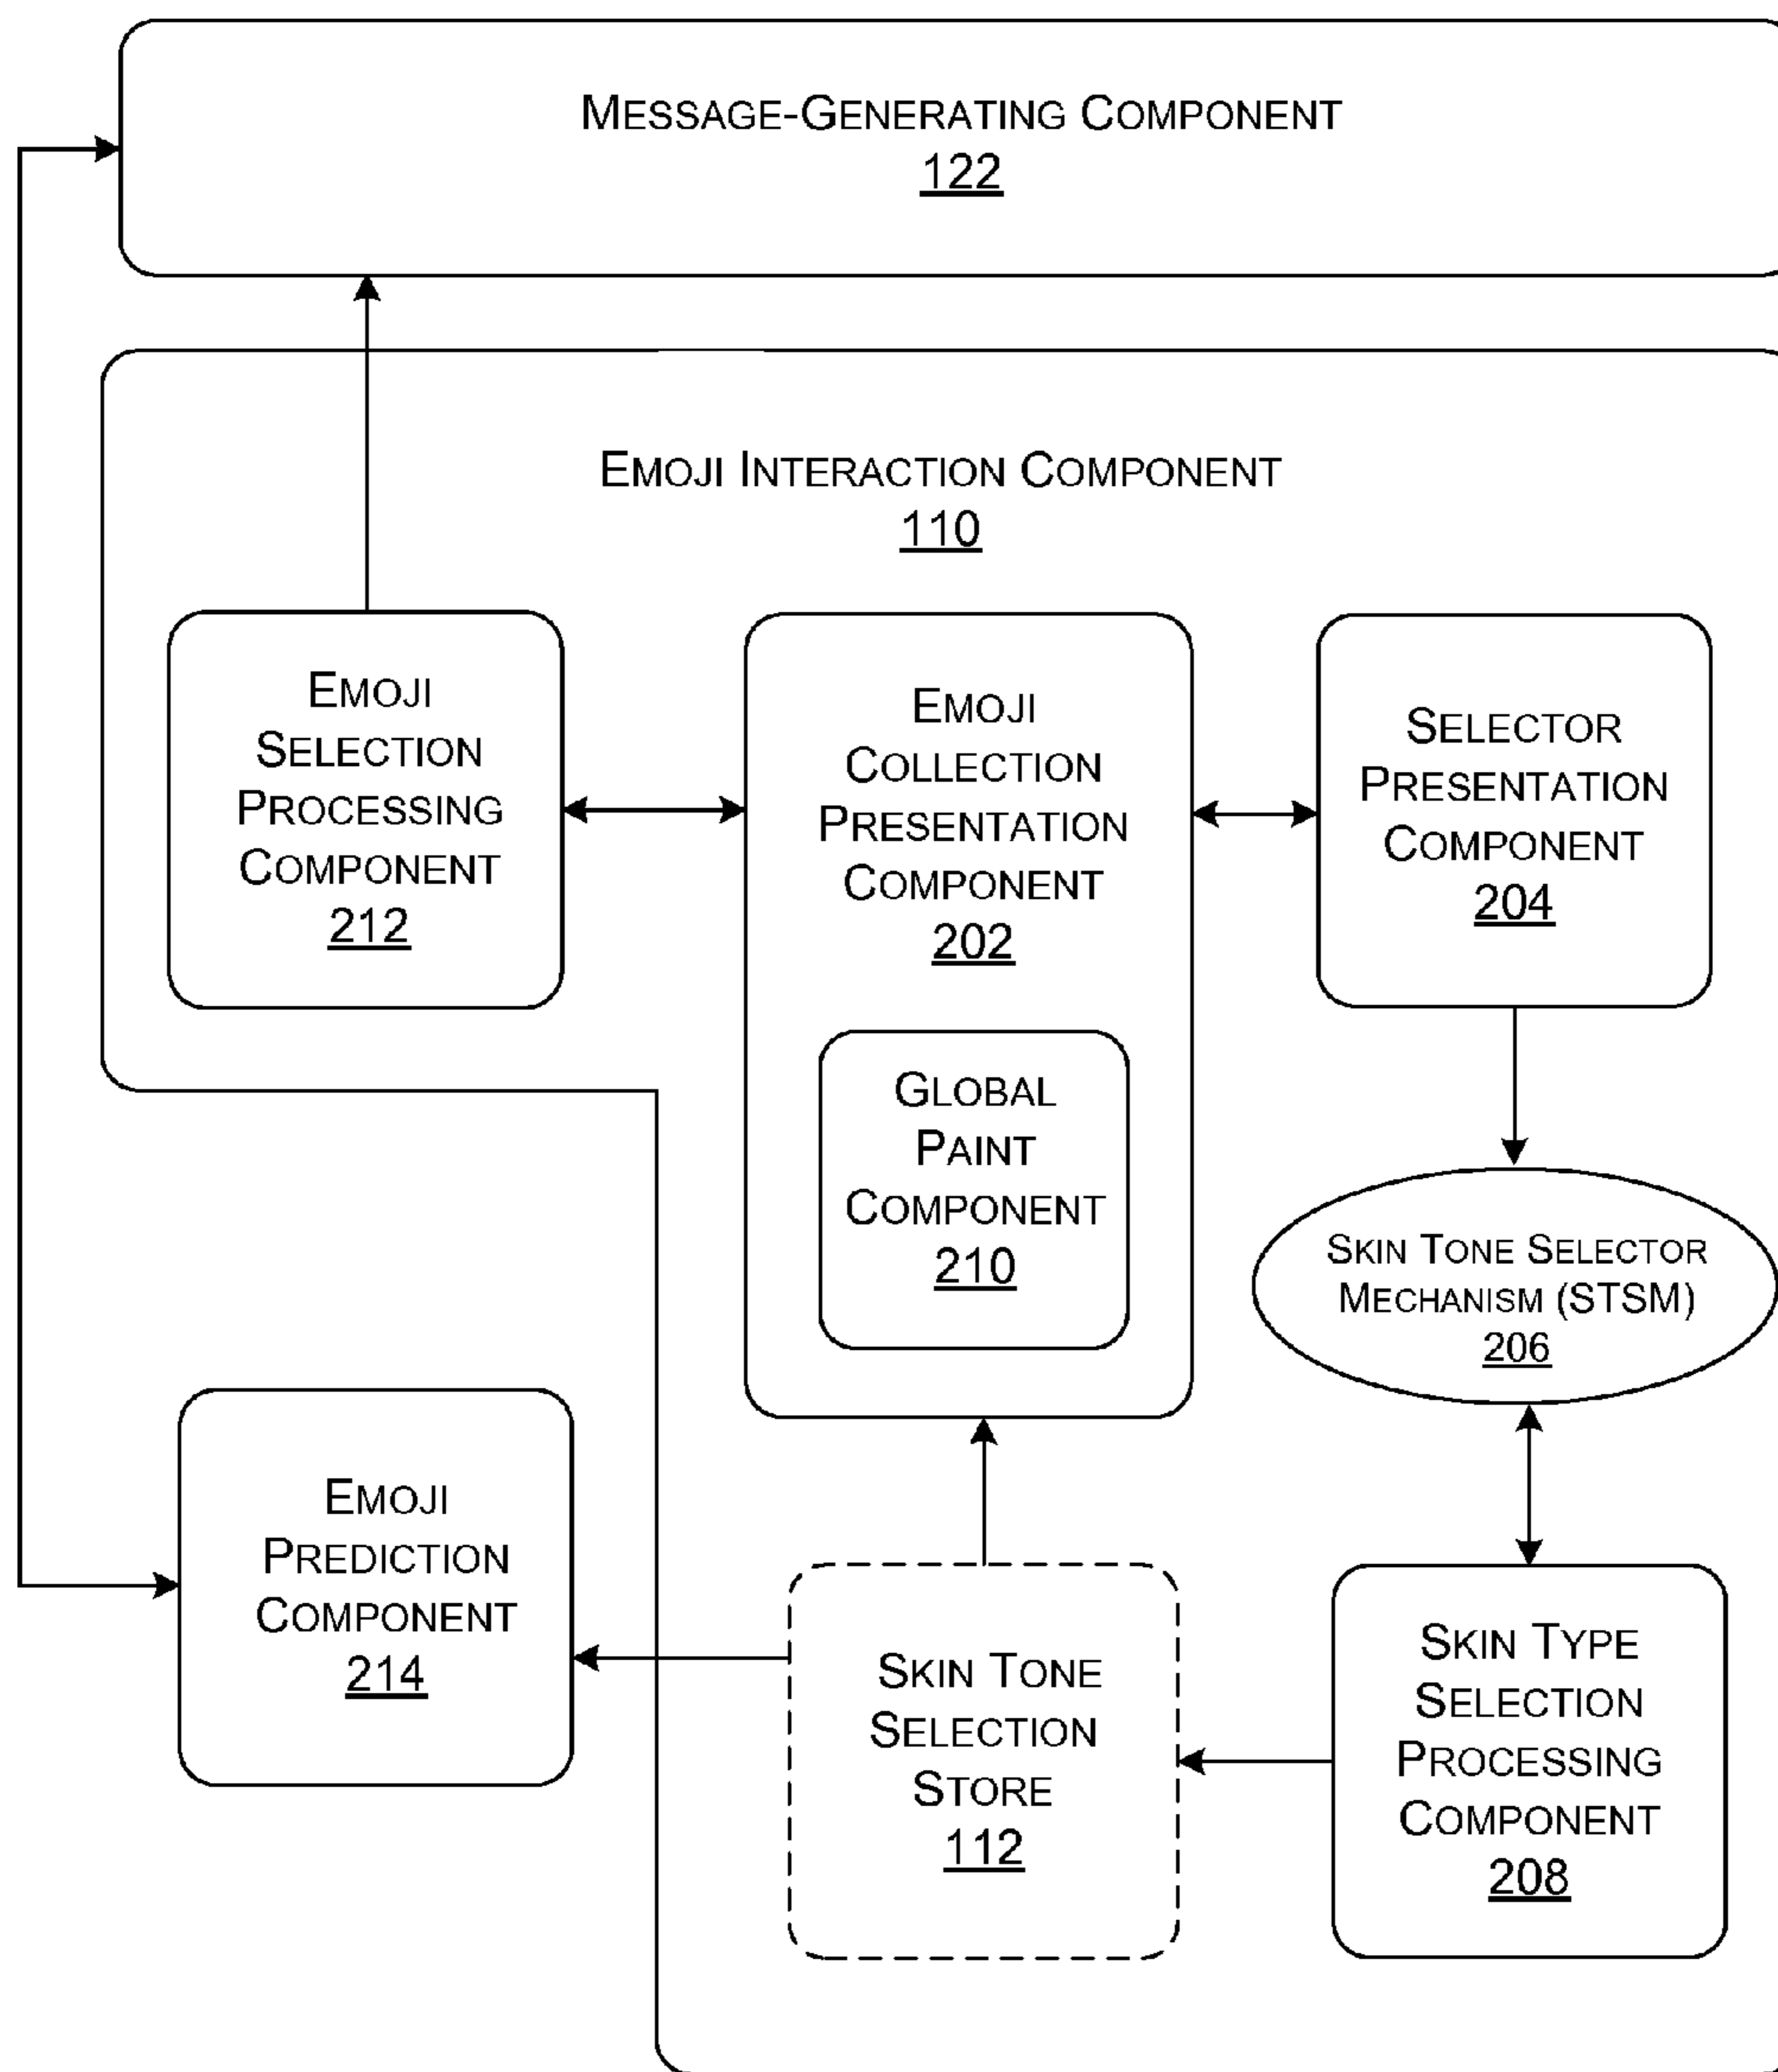 MESSAGE-GENERATING COMPONENT
122
EMOJI INTERACTION COMPONENT
110
EMOJI
SELECTION
PROCESSING
COMPONENT
212
EMOJI
COLLECTION
PRESENTATION
COMPONENT
202
SELECTOR
PRESENTATION
COMPONENT
204
GLOBAL
PAINT
COMPONENT
210
SKIN TONE SELECTOR
MECHANISM (STSM)
206
EMOJI
PREDICTION
COMPONENT
214
SKIN TONE
SELECTION
STORE
112
SKIN TYPE
SELECTION
PROCESSING
COMPONENT
208